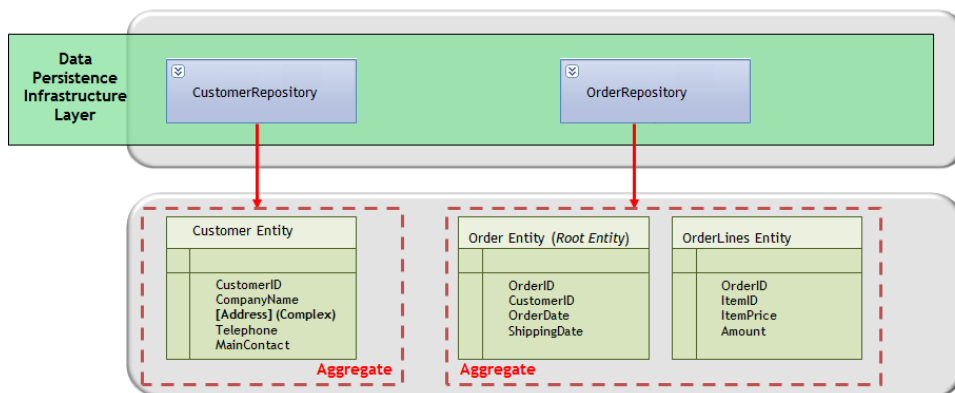 Data
Persistence
Infrastructure
Layer
CustomerRepository
OrderRepository
Customer Entity
CustomerID
CompanyName
[Address] (Complex)
Telephone
MainContact
Aggregate
Order Entity (Root Entity)
OrderID
CustomerID
OrderDate
ShippingDate
OrderLines Entity
OrderID
ItemID
ItemPrice
Amount
Aggregate